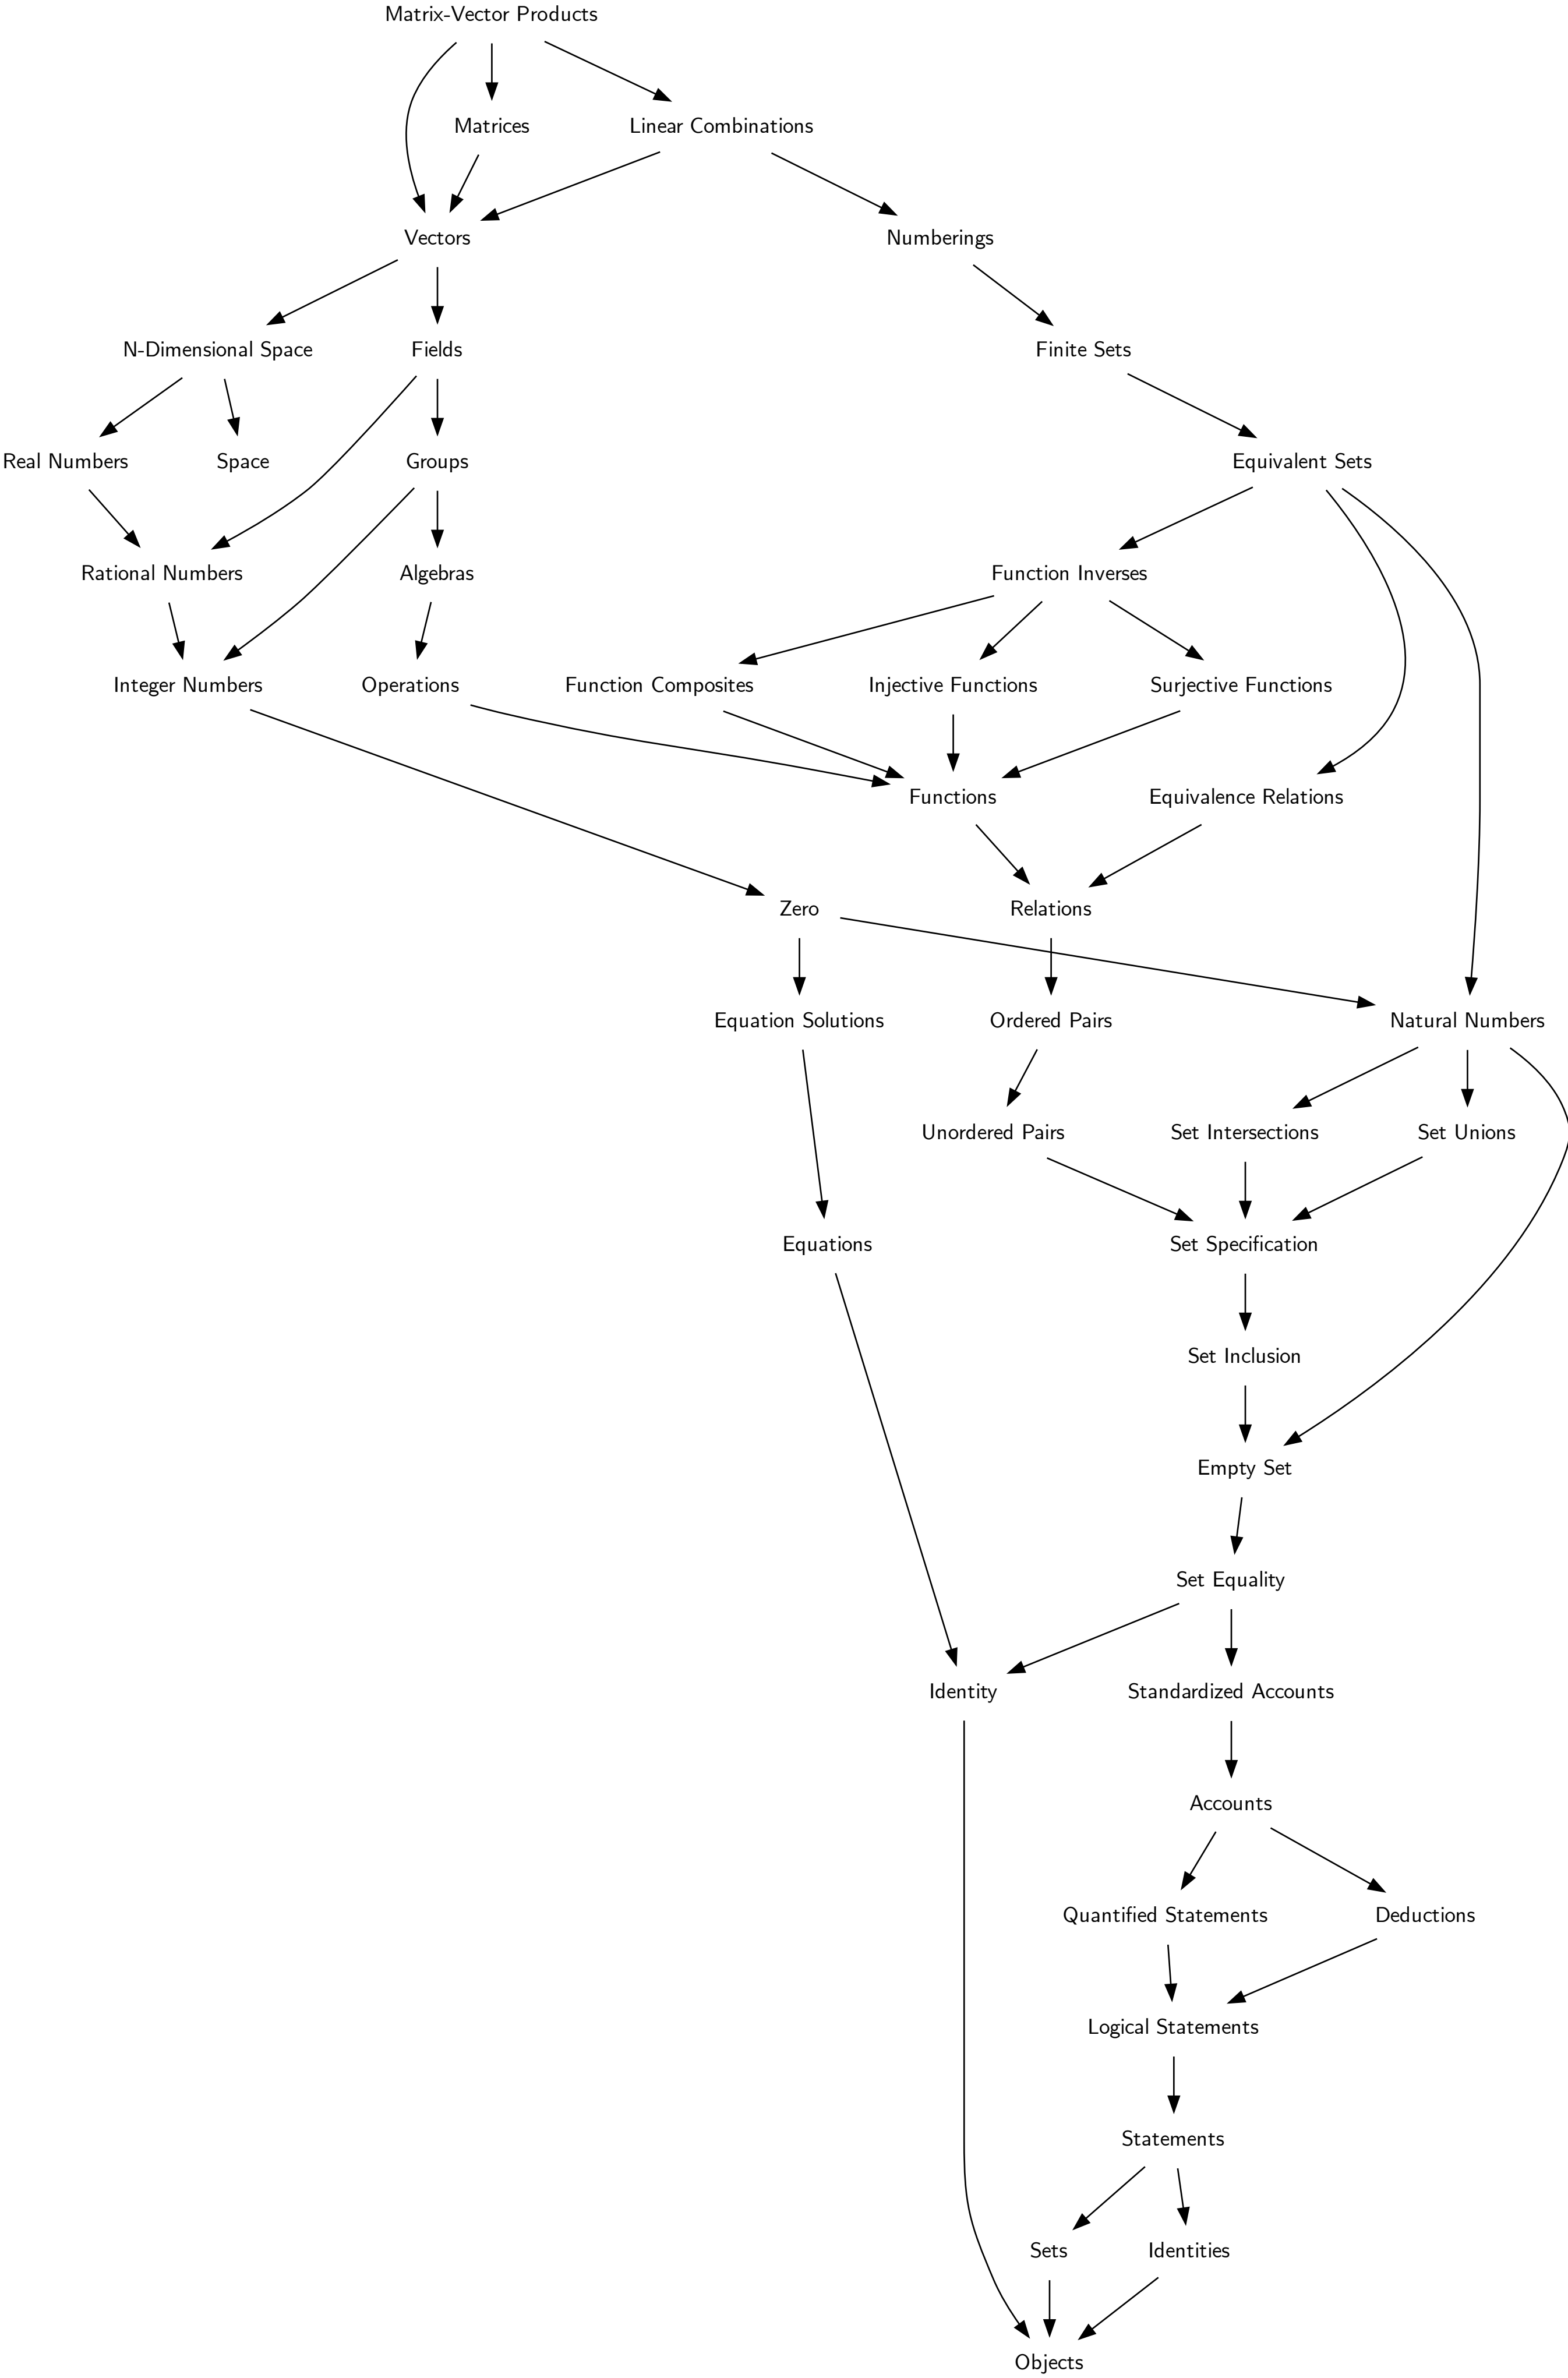 Matrix-Vector Products
Matrices
Linear Combinations
Vectors
Numberings
N-Dimensional Space
Fields
Finite Sets
Real Numbers
Space
Groups
Equivalent Sets
Rational Numbers
Algebras
Function Inverses
Integer Numbers
Operations
Function Composites
Injective Functions
Surjective Functions
Functions
Equivalence Relations
Zero
Relations
Equation Solutions
Ordered Pairs
Natural Numbers
Unordered Pairs
Set Intersections
Set Unions
Equations
Set Specification
Set Inclusion
Empty Set
Set Equality
Identity
Standardized Accounts
Accounts
Quantified Statements
Deductions
Logical Statements
Statements
Sets
Identities
Objects